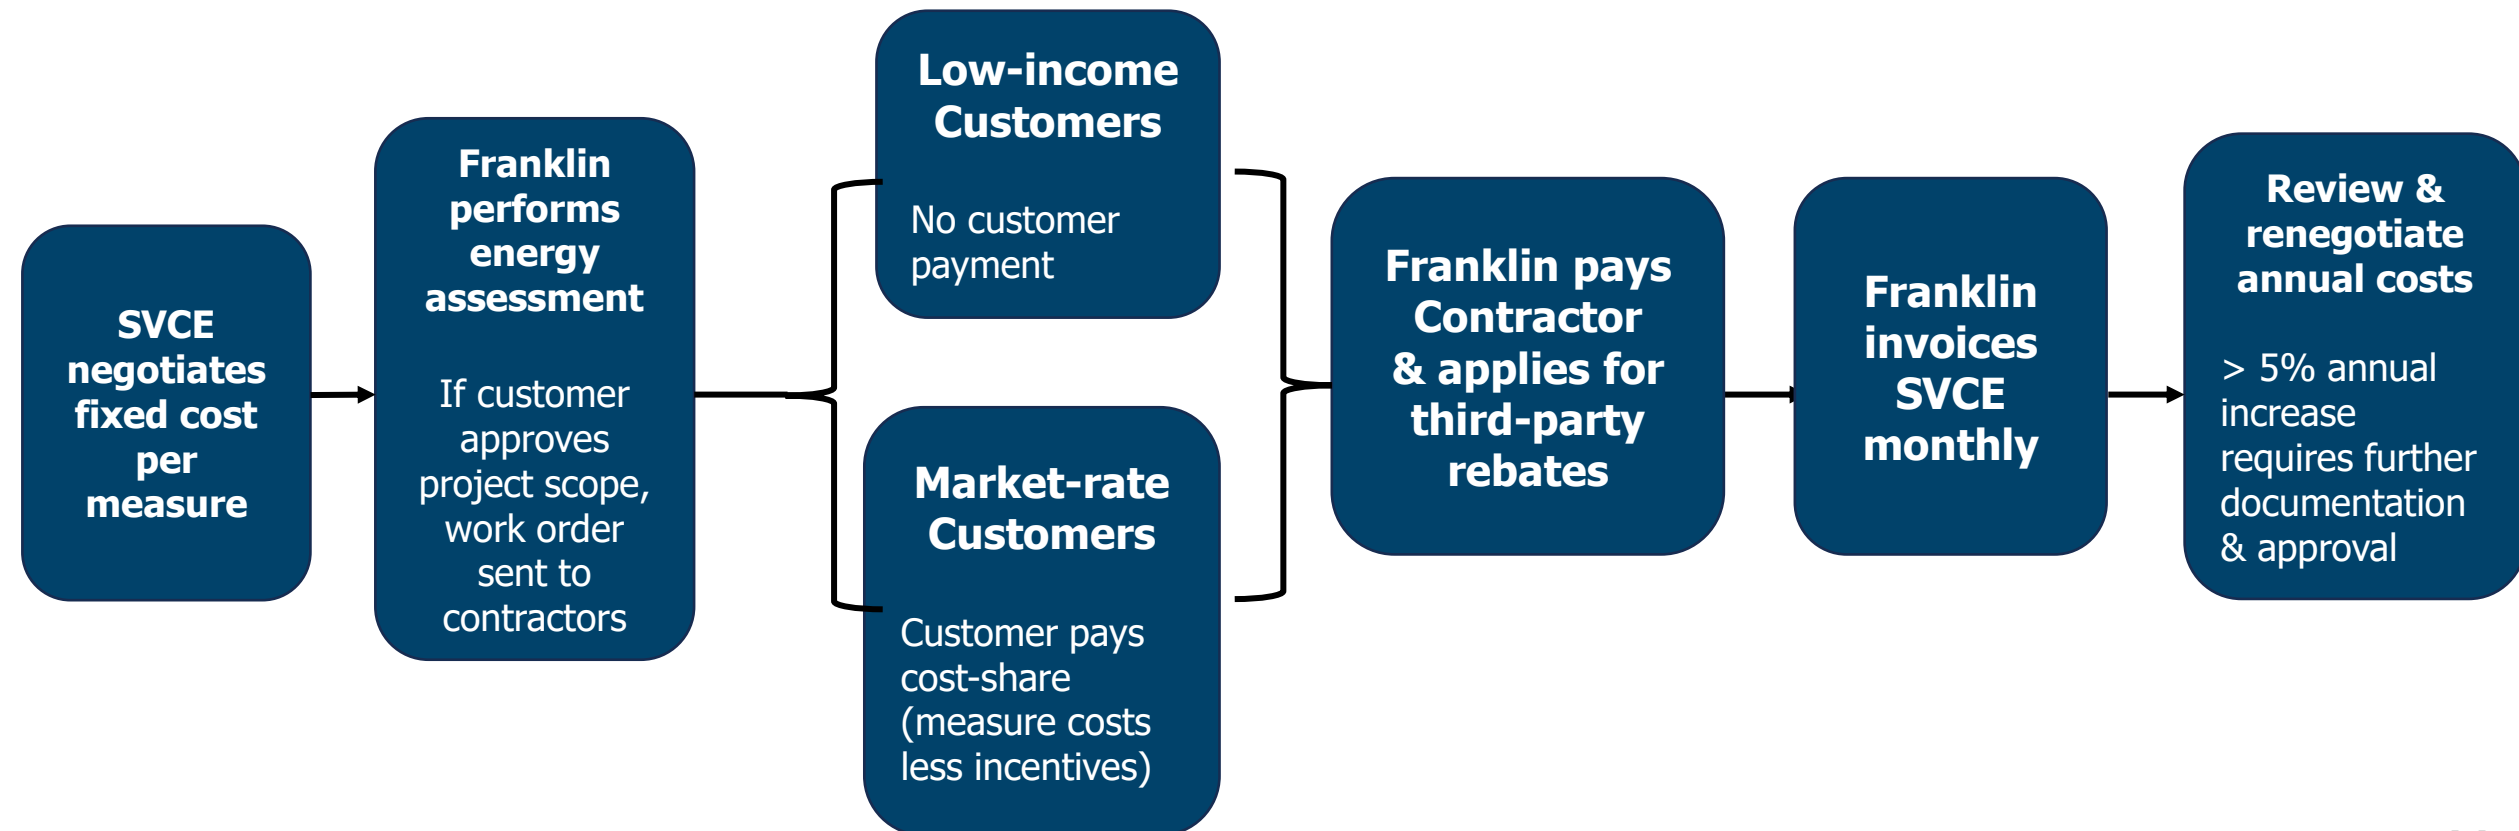 SVCE
negotiates
fixed cost
per
measure
Franklin
performs
energy
assessment
If customer
approves
project scope,
work order
sent to
contractors
Low-income
Customers
No customer
payment
Market-rate
Customers
Customer pays
cost-share
(measure costs
less incentives)
Franklin pays
Contractor
& applies for
third-party
rebates
Franklin
invoices
SVCE
monthly
Review &
renegotiate
annual costs
> 5% annual
increase
requires further
documentation
& approval